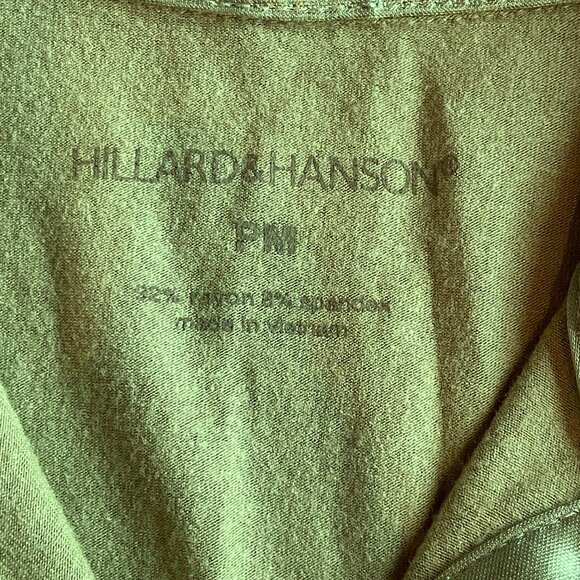 HILLARD&HANSON®
PM
92% rayon 8% spandex
made in vietnam